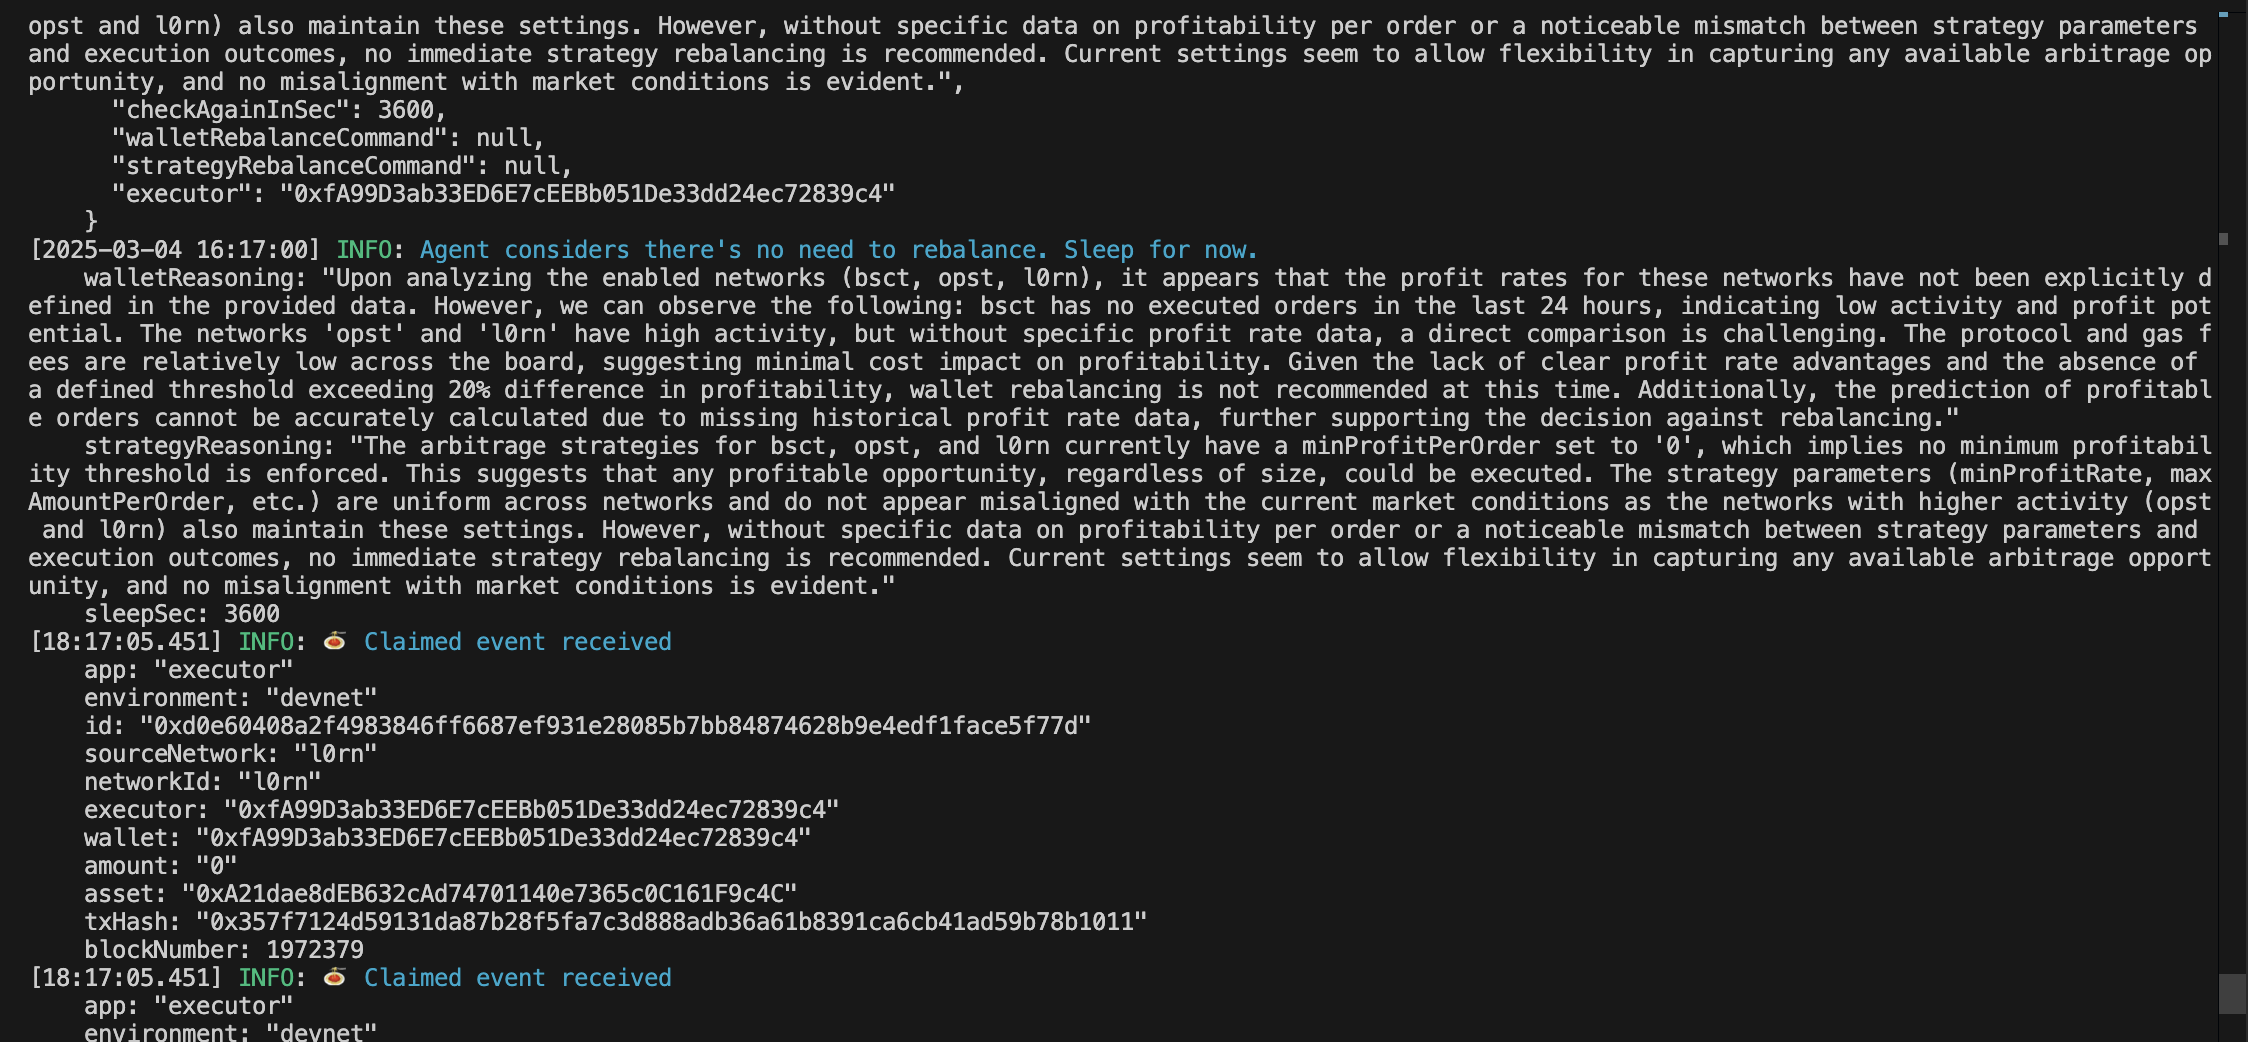 opst and l0rn) also maintain these settings. However, without specific data on profitability per order or a noticeable mismatch between strategy parameters
and execution outcomes, no immediate strategy rebalancing is recommended. Current settings seem to allow flexibility in capturing any available arbitrage op
portunity, and no misalignment with market conditions is evident.",
"checkAgainInSec": 3600,
"walletRebalanceCommand": null,
"strategyRebalanceCommand": null,
"executor": "0xfA99D3ab33ED6E7cEEBb051De33dd24ec72839c4"
}
[2025-03-04 16:17:00] INFO: Agent considers there's no need to rebalance. Sleep for now.
walletReasoning: "Upon analyzing the enabled networks (bsct, opst, l0rn), it appears that the profit rates for these networks have not been explicitly d
efined in the provided data. However, we can observe the following: bsct has no executed orders in the last 24 hours, indicating low activity and profit pot
ential. The networks 'opst' and 'l0rn' have high activity, but without specific profit rate data, a direct comparison is challenging. The protocol and gas f
ees are relatively low across the board, suggesting minimal cost impact on profitability. Given the lack of clear profit rate advantages and the absence of
a defined threshold exceeding 20% difference in profitability, wallet rebalancing is not recommended at this time. Additionally, the prediction of profitabl
e orders cannot be accurately calculated due to missing historical profit rate data, further supporting the decision against rebalancing."
strategyReasoning: "The arbitrage strategies for bsct, opst, and l0rn currently have a minProfitPerOrder set to '0', which implies no minimum profitabil
ity threshold is enforced. This suggests that any profitable opportunity, regardless of size, could be executed. The strategy parameters (minProfitRate, max
AmountPerOrder, etc.) are uniform across networks and do not appear misaligned with the current market conditions as the networks with higher activity (opst
and l0rn) also maintain these settings. However, without specific data on profitability per order or a noticeable mismatch between strategy parameters and
execution outcomes, no immediate strategy rebalancing is recommended. Current settings seem to allow flexibility in capturing any available arbitrage opport
unity, and no misalignment with market conditions is evident."
sleepSec: 3600
[18:17:05.451] INFO: 🍝 Claimed event received
app: "executor"
environment: "devnet"
id: "0xd0e60408a2f4983846ff6687ef931e28085b7bb84874628b9e4edf1face5f77d"
sourceNetwork: "l0rn"
networkId: "l0rn"
executor: "0xfA99D3ab33ED6E7cEEBb051De33dd24ec72839c4"
wallet: "0xfA99D3ab33ED6E7cEEBb051De33dd24ec72839c4"
amount: "0"
asset: "0xA21dae8dEB632cAd74701140e7365c0C161F9c4C"
txHash: "0x357f7124d59131da87b28f5fa7c3d888adb36a61b8391ca6cb41ad59b78b1011"
blockNumber: 1972379
[18:17:05.451] INFO: 🍝 Claimed event received
app: "executor"
environment: "devnet"